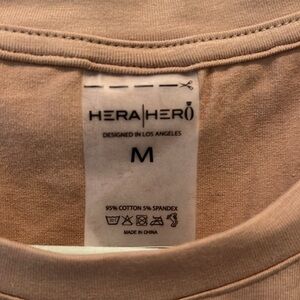 HERA|HERO
DESIGNED IN LOS ANGELES
M
95% COTTON 5% SPANDEX
MADE IN CHINA